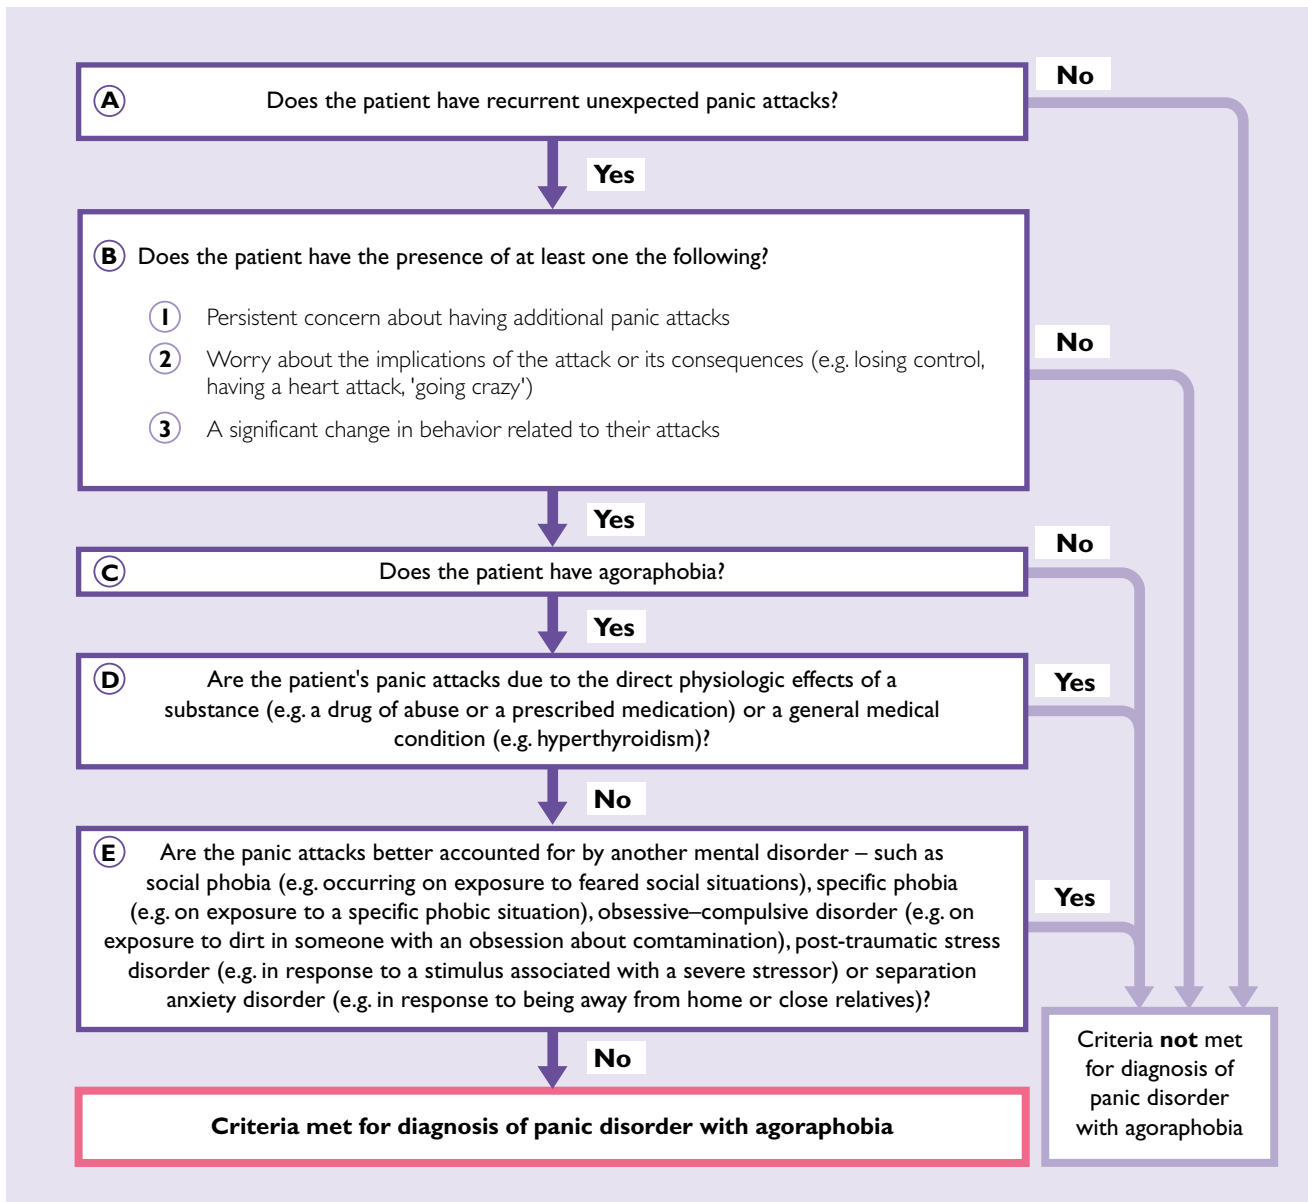 A Does the patient have recurrent unexpected panic attacks?
No
Yes
B Does the patient have the presence of at least one the following?
1 Persistent concern about having additional panic attacks
2 Worry about the implications of the attack or its consequences (e.g. losing control,
having a heart attack, 'going crazy')
3 A significant change in behavior related to their attacks
No
Yes
C Does the patient have agoraphobia?
No
Yes
D Are the patient's panic attacks due to the direct physiologic effects of a
substance (e.g. a drug of abuse or a prescribed medication) or a general medical
condition (e.g. hyperthyroidism)?
Yes
No
E Are the panic attacks better accounted for by another mental disorder – such as
social phobia (e.g. occurring on exposure to feared social situations), specific phobia
(e.g. on exposure to a specific phobic situation), obsessive–compulsive disorder (e.g. on
exposure to dirt in someone with an obsession about comtamination), post-traumatic stress
disorder (e.g. in response to a stimulus associated with a severe stressor) or separation
anxiety disorder (e.g. in response to being away from home or close relatives)?
Yes
No
Criteria met for diagnosis of panic disorder with agoraphobia
Criteria not met
for diagnosis of
panic disorder
with agoraphobia